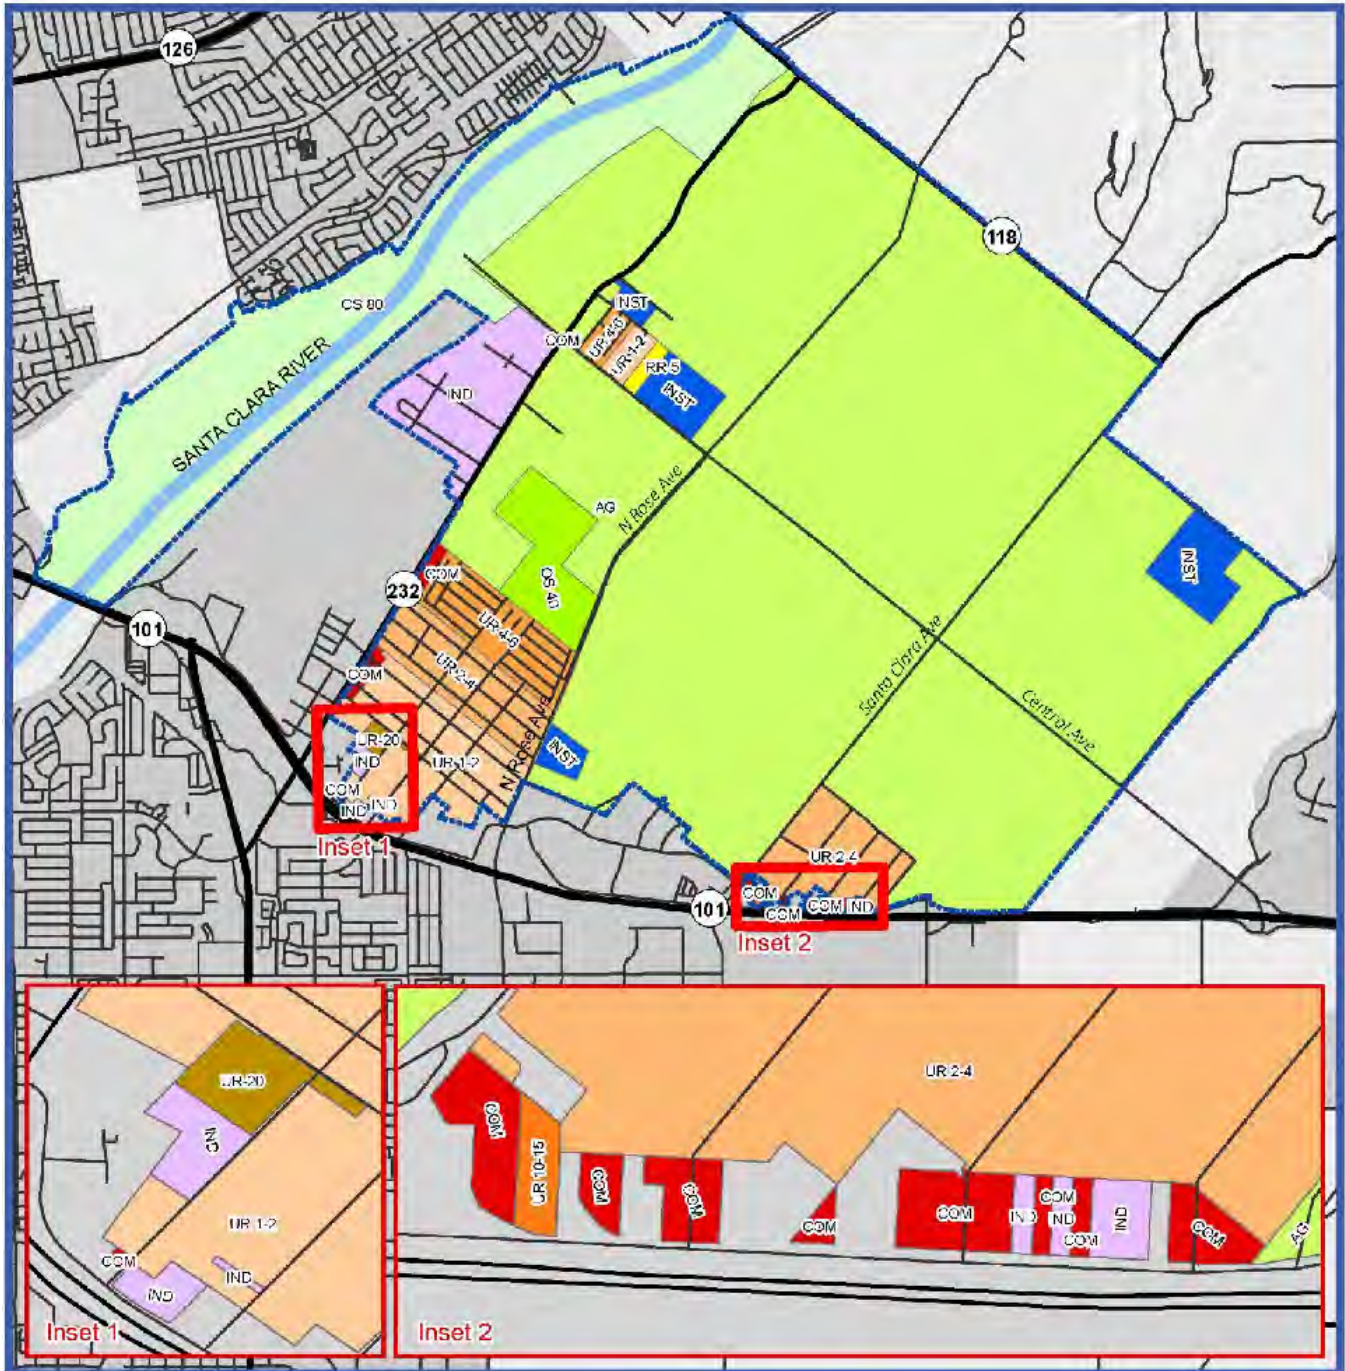 126
118
CS 80
INST
COM
UR 4-6
UR 1-2
RR 5
INST
SANTA CLARA RIVER
IND
N Rose Ave
AG
INST
COM
OS 40
232
101
UR 4-6
Santa Clara Ave
COM
UR 2-4
Central Ave
UR-20
IND
UR 1-2
N Rose Ave
INST
COM
IND
IND
Inset 1
UR 2-4
COM
COM
COM
IND
101
Inset 2
UR-20
IND
UR 1-2
COM
IND
IND
Inset 1
UR 2-4
COM
UR 10-15
COM
COM
COM
COM
IND
COM
IND
COM
IND
COM
AG
Inset 2